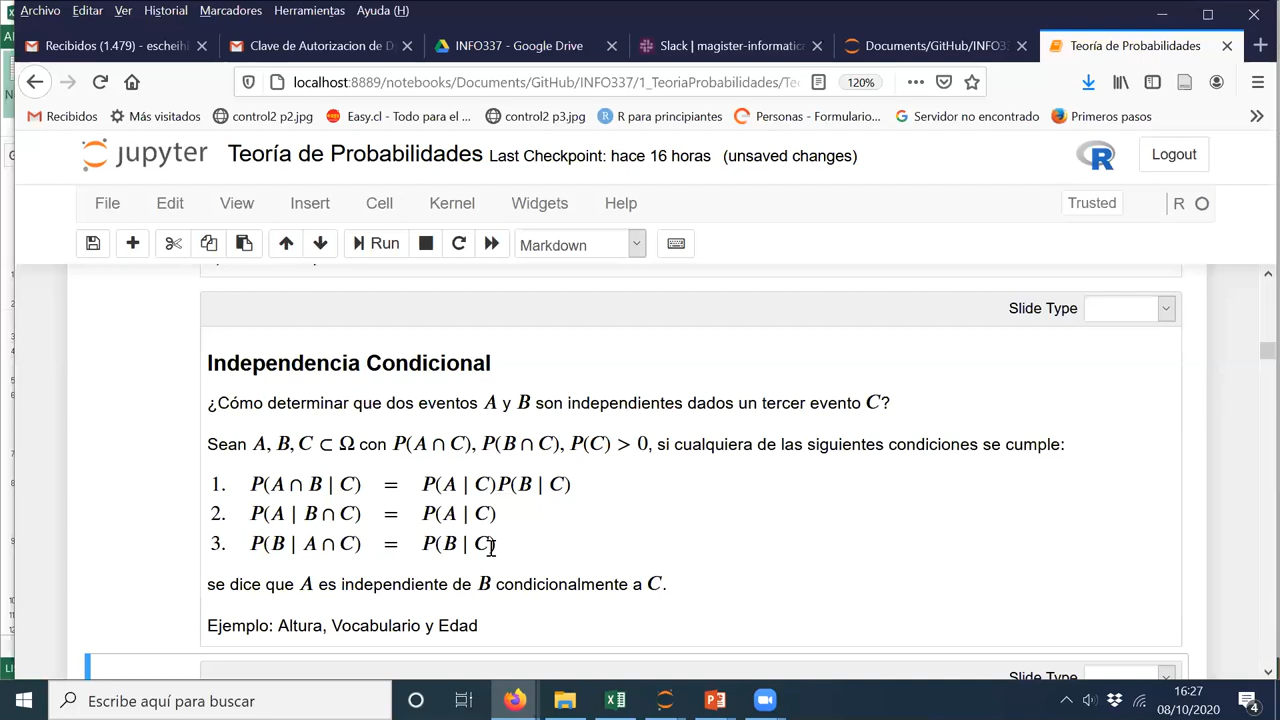 Archivo Editar Ver Historial Marcadores Herramientas Ayuda (H)
Recibidos (1.479) - escheih Clave de Autorizacion de D INFO337 - Google Drive Slack | magister-informatic Documents/GitHub/INFO33 Teoría de Probabilidades
localhost:8889/notebooks/Documents/GitHub/INFO337/1_TeoriaProbabilidades/Te 120%
Recibidos Más visitados control2 p2.jpg Easy.cl - Todo para el ... control2 p3.jpg R para principiantes Personas - Formulario... Servidor no encontrado Primeros pasos
jupyter Teoría de Probabilidades Last Checkpoint: hace 16 horas (unsaved changes) R Logout
File Edit View Insert Cell Kernel Widgets Help Trusted R
Run Markdown
Slide Type
Independencia Condicional
¿Cómo determinar que dos eventos A y B son independientes dados un tercer evento C?
Sean A, B, C ⊂ Ω con P(A ∩ C), P(B ∩ C), P(C) > 0, si cualquiera de las siguientes condiciones se cumple:
1. P(A ∩ B | C) = P(A | C)P(B | C)
2. P(A | B ∩ C) = P(A | C)
3. P(B | A ∩ C) = P(B | C)
se dice que A es independiente de B condicionalmente a C.
Ejemplo: Altura, Vocabulario y Edad
Slide Type
Escribe aquí para buscar
16:27
08/10/2020
4